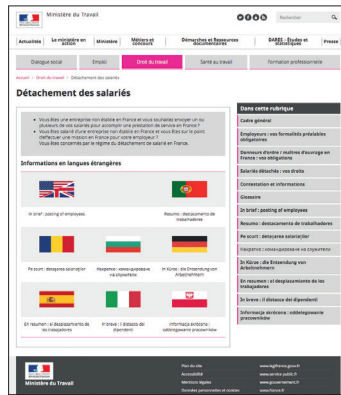 Ministère du Travail
Rechercher
Actualités
Le ministère en action
Ministère
Métiers et concours
Démarches et Ressources documentaires
DARES - Études et statistiques
Presse
Dialogue social
Emploi
Droit du travail
Santé au travail
Formation professionnelle
Accueil > Droit du travail > Détachement des salariés
Détachement des salariés
Vous êtes une entreprise non établie en France et vous souhaitez envoyer un ou
plusieurs de vos salariés pour accomplir une prestation de service en France ?
Vous êtes salarié d'une entreprise non établie en France et vous êtes sur le point
d'effectuer une mission en France pour votre employeur ?
Vous êtes concernés par le régime du détachement de salarié en France.
Informations en langues étrangères
In brief : posting of employees
Resumo : destacamento de
trabalhadores
Pe scurt : detașarea salariaților
Накратко : командироване
на служители
In Kürze : die Entsendung von
Arbeitnehmern
En resumen : el desplazamiento de
los trabajadores
In breve : il distacco dei
dipendenti
Informacja skrócona :
oddelegowanie pracowników
Dans cette rubrique
Cadre général
Employeurs : vos formalités préalables
obligatoires
Donneurs d'ordre / maîtres d'ouvrage en
France : vos obligations
Salariés détachés : vos droits
Contestation et informations
Glossaire
In brief : posting of employees
Resumo : destacamento de trabalhadores
Pe scurt : detașarea salariaților
Накратко : командироване на служители
In Kürze : die Entsendung von
Arbeitnehmern
En resumen : el desplazamiento de los
trabajadores
In breve : il distacco dei dipendenti
Informacja skrócona : oddelegowanie
pracowników
Ministère du Travail
Plan du site
Accessibilité
Mentions légales
Données personnelles et cookies
www.legifrance.gouv.fr
www.service-public.fr
www.gouvernement.fr
www.france.fr